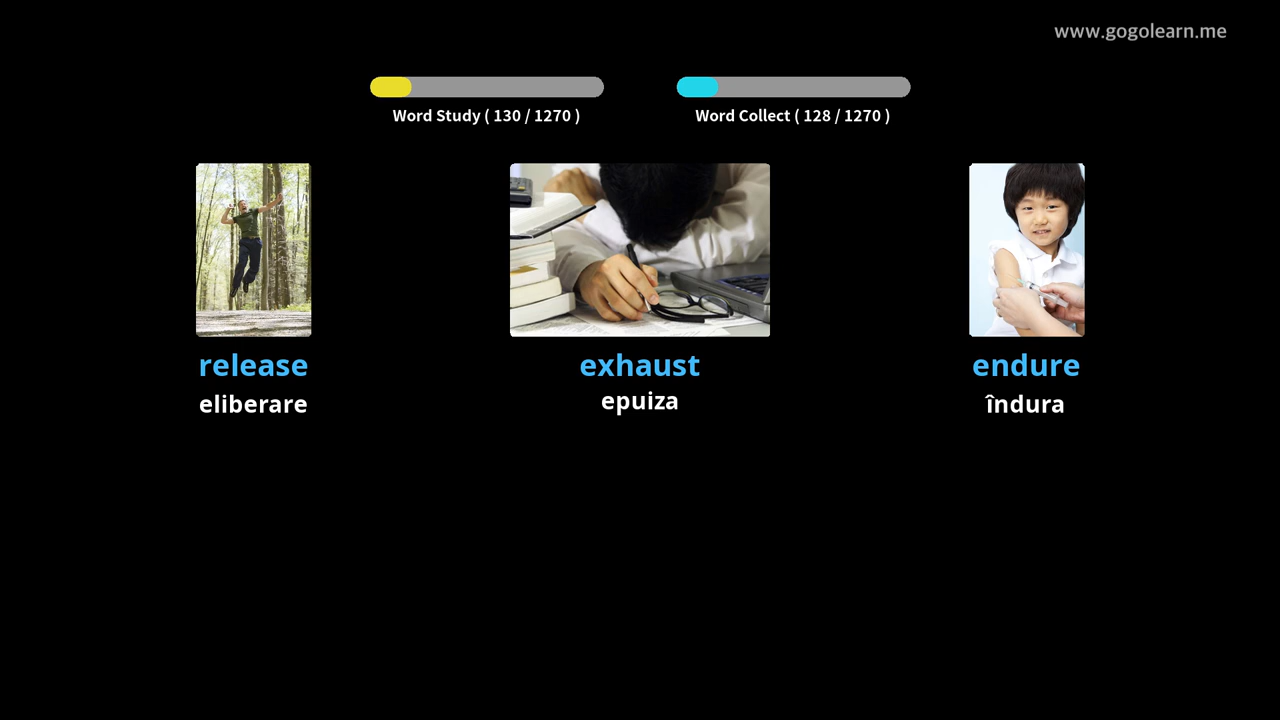 www.gogolearn.me
Word Study ( 130 / 1270 )
Word Collect ( 128 / 1270 )
release
exhaust
endure
eliberare
epuiza
îndura